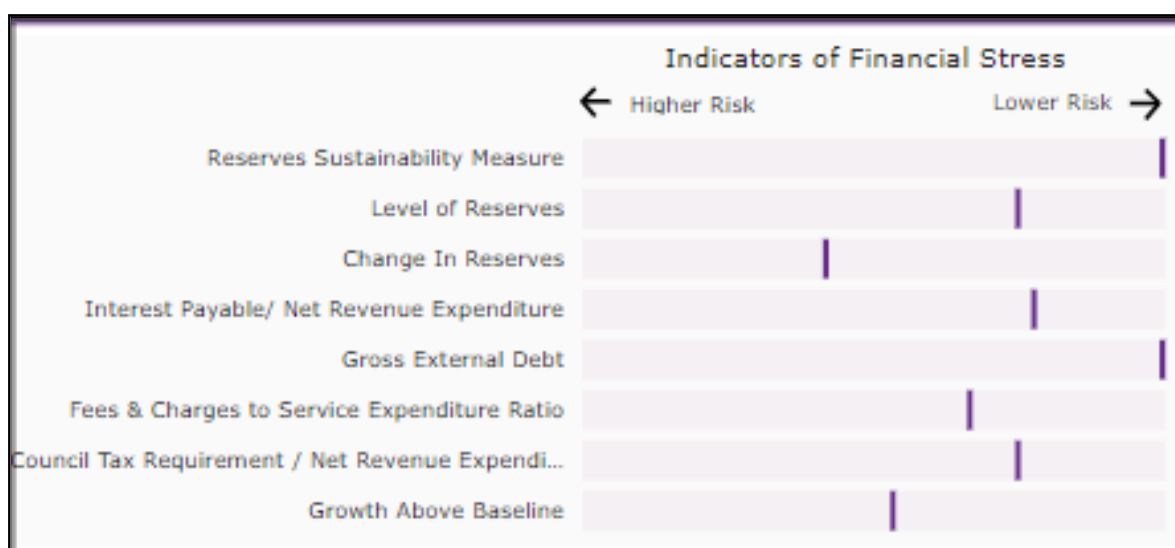 Indicators of Financial Stress
← Higher Risk Lower Risk →
Reserves Sustainability Measure
Level of Reserves
Change In Reserves
Interest Payable/ Net Revenue Expenditure
Gross External Debt
Fees & Charges to Service Expenditure Ratio
Council Tax Requirement / Net Revenue Expendi...
Growth Above Baseline